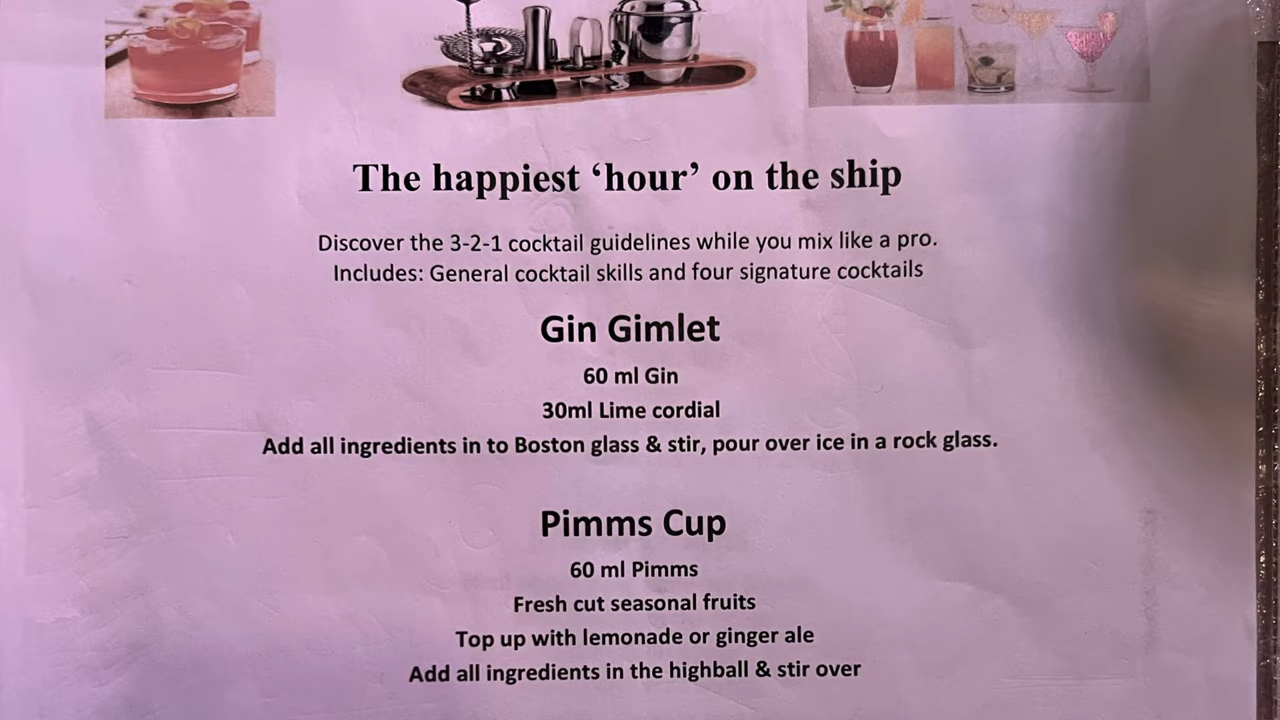 The happiest ‘hour’ on the ship
Discover the 3-2-1 cocktail guidelines while you mix like a pro.
Includes: General cocktail skills and four signature cocktails
Gin Gimlet
60 ml Gin
30ml Lime cordial
Add all ingredients in to Boston glass & stir, pour over ice in a rock glass.
Pimms Cup
60 ml Pimms
Fresh cut seasonal fruits
Top up with lemonade or ginger ale
Add all ingredients in the highball & stir over